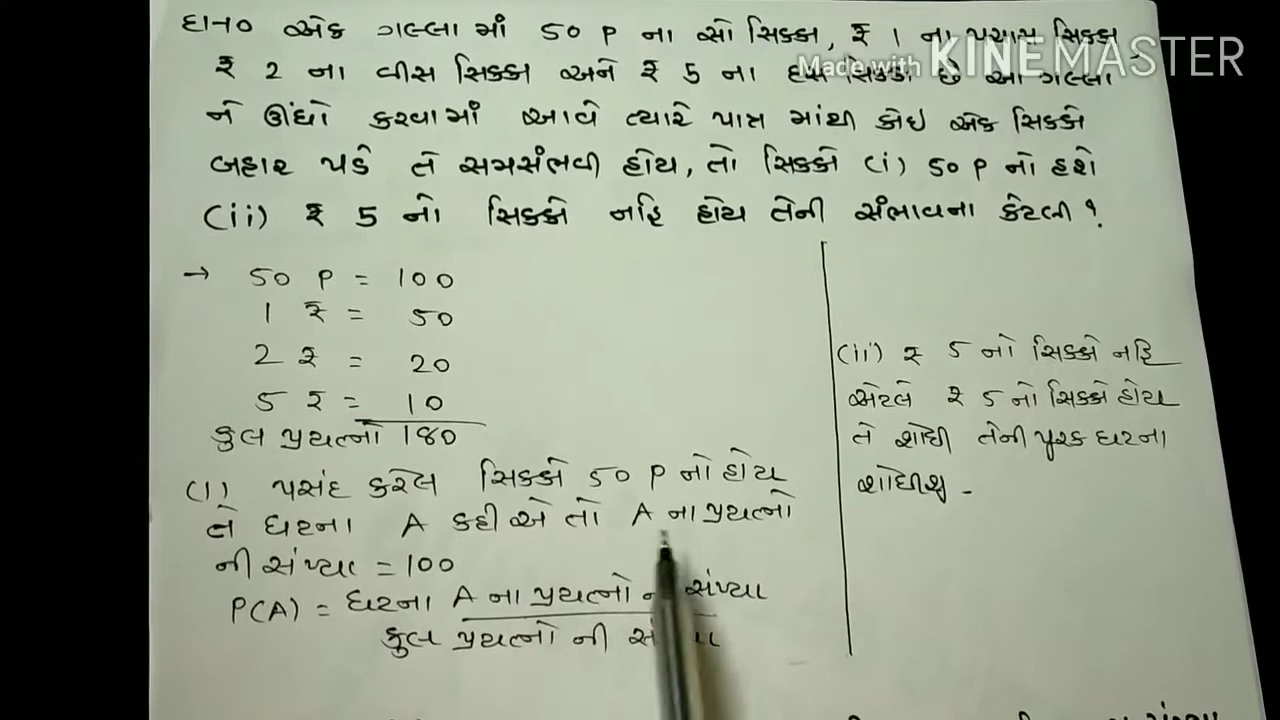 દા-૧૦ એક ગલ્લા માં 50 P ના સો સિક્કા, ₹ 1 ના પચાસ સિક્કા
Made with KINEMASTER
₹ 2 ના વીસ સિક્કા અને ₹ 5 ના દસ સિક્કા છે આ ગલ્લા
ને ઊંધો કરવામાં આવે ત્યારે પાત્ર માંથી કોઇ એક સિક્કો
બહાર પડે તે સમસંભવી હોય, તો સિક્કો (i) 50 P નો હશે
(ii) ₹ 5 નો સિક્કો નહિ હોય તેની સંભાવના કેટલી ?
→ 50 P = 100
1 ₹ = 50
2 ₹ = 20
5 ₹ = 10
કુલ પ્રયત્નો 180
(1) પસંદ કરેલ સિક્કો 50 P નો હોય
તે ઘટના A કહીએ તો A ના પ્રયત્નો
ની સંખ્યા = 100
P(A) = ઘટના A ના પ્રયત્નો ની સંખ્યા
કુલ પ્રયત્નો ની
(ii) ₹ 5 નો સિક્કો નહિ
એટલે ₹ 5 નો સિક્કો હોય
તે શોધી તેની પૂરક ઘટના
શોધીશુ -